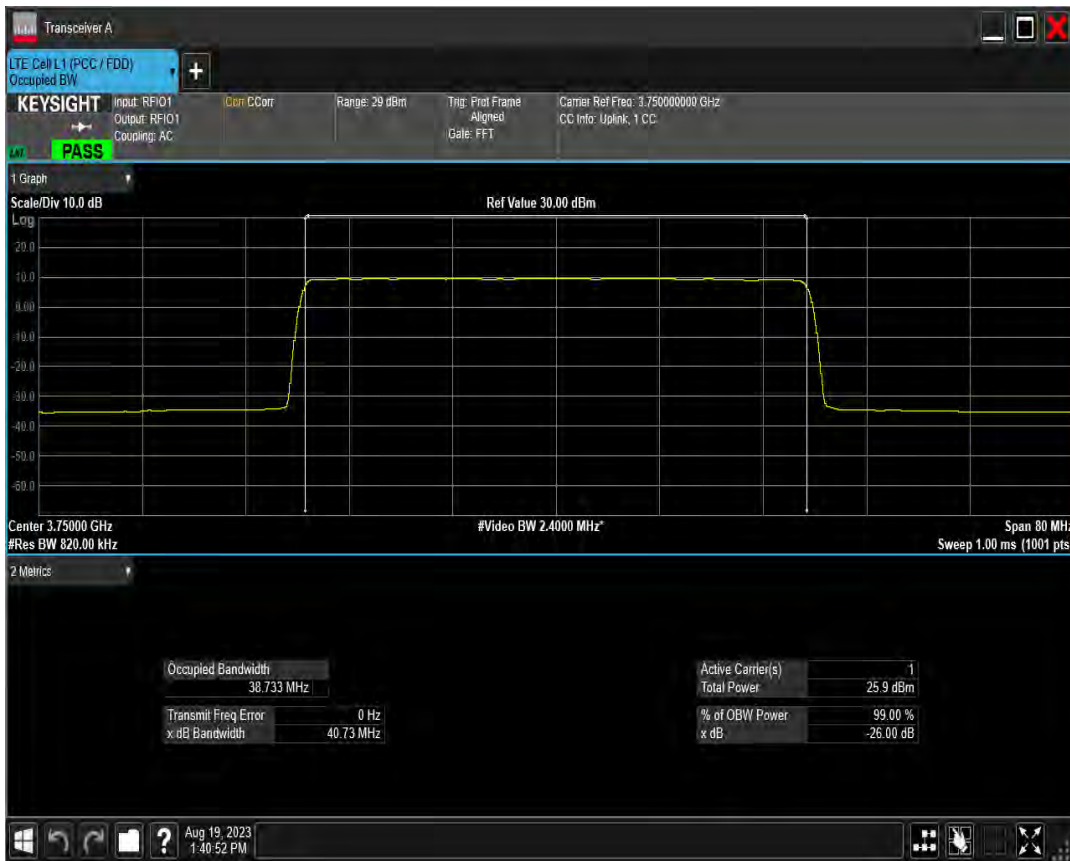 Transceiver A
LTE Cell L1 (PCC / FDD)
Occupied BW
+
KEYSIGHT
Input: RFIO1
Output: RFIO1
Coupling: AC
Corr CCorr
Range: 29 dBm
Trig: Prot Frame
Aligned
Gate: FFT
Carrier Ref Freq: 3.750000000 GHz
CC Info: Uplink, 1 CC
PASS
1 Graph
Scale/Div 10.0 dB
Ref Value 30.00 dBm
Log
20.0
10.0
0.00
-10.0
-20.0
-30.0
-40.0
-50.0
-60.0
Center 3.75000 GHz
#Video BW 2.4000 MHz*
Span 80 MHz
#Res BW 820.00 kHz
Sweep 1.00 ms (1001 pts
2 Metrics
Occupied Bandwidth
38.733 MHz
Transmit Freq Error 0 Hz
x dB Bandwidth 40.73 MHz
Active Carrier(s) 1
Total Power 25.9 dBm
% of OBW Power 99.00 %
x dB -26.00 dB
?
Aug 19, 2023
1:40:52 PM